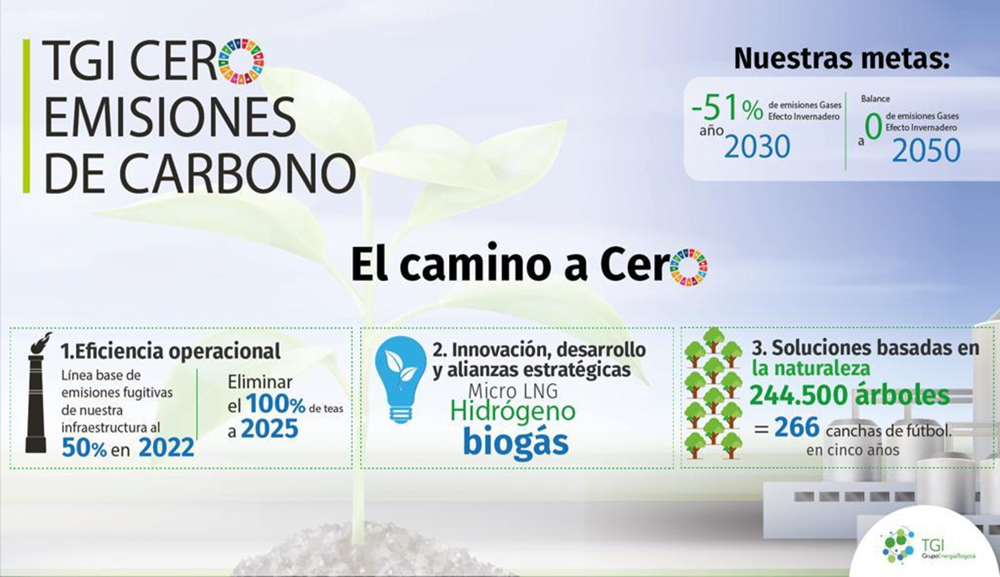 TGI CERO
EMISIONES
DE CARBONO
Nuestras metas:
-51% de emisiones Gases
Efecto Invernadero
año 2030
Balance
a 0 de emisiones Gases
Efecto Invernadero
2050
El camino a Cero
1.Eficiencia operacional
Línea base de
emisiones fugitivas
de nuestra
infraestructura al
50% en 2022
Eliminar
el 100% de teas
a 2025
2. Innovación, desarrollo
y alianzas estratégicas
Micro LNG
Hidrógeno
biogás
3. Soluciones basadas en
la naturaleza
244.500 árboles
= 266 canchas de fútbol.
en cinco años
TGI
GrupoEnergíaBogotá